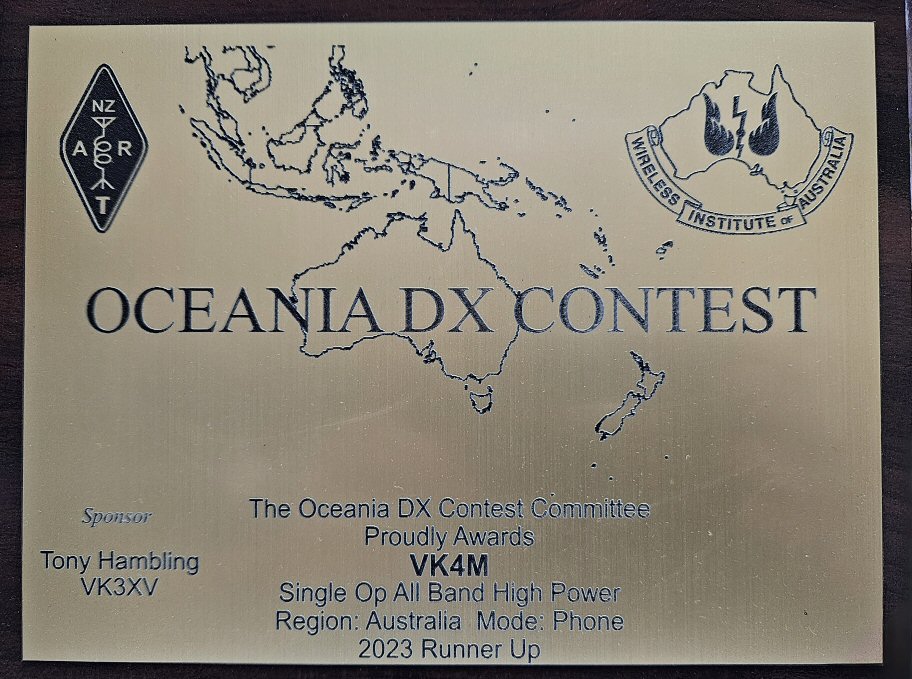 NZ
A R
T
WIRELESS INSTITUTE OF AUSTRALIA
OCEANIA DX CONTEST
Sponsor
Tony Hambling
VK3XV
The Oceania DX Contest Committee
Proudly Awards
VK4M
Single Op All Band High Power
Region: Australia Mode: Phone
2023 Runner Up